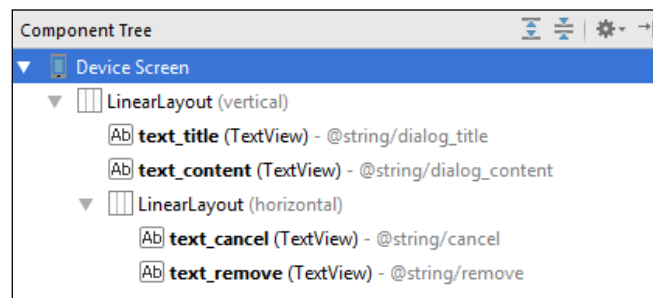 Component Tree
Device Screen
LinearLayout (vertical)
Ab text_title (TextView) - @string/dialog_title
Ab text_content (TextView) - @string/dialog_content
LinearLayout (horizontal)
Ab text_cancel (TextView) - @string/cancel
Ab text_remove (TextView) - @string/remove